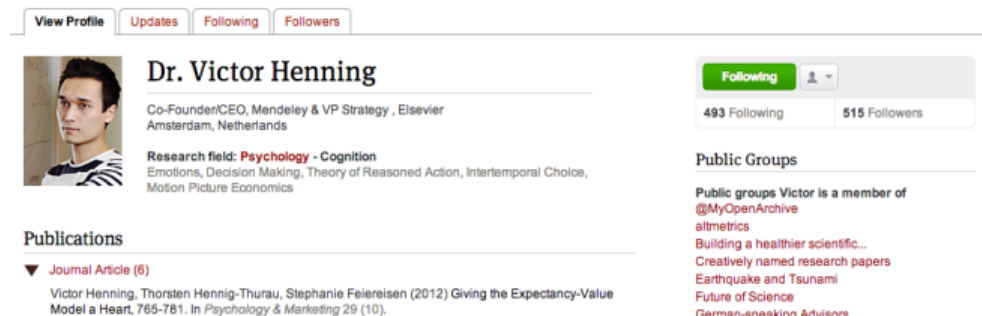 View Profile Updates Following Followers
Dr. Victor Henning
Co-Founder/CEO, Mendeley & VP Strategy , Elsevier
Amsterdam, Netherlands
Research field: Psychology - Cognition
Emotions, Decision Making, Theory of Reasoned Action, Intertemporal Choice,
Motion Picture Economics
Publications
Journal Article (6)
Victor Henning, Thorsten Hennig-Thurau, Stephanie Feiereisen (2012) Giving the Expectancy-Value
Model a Heart, 765-781. In Psychology & Marketing 29 (10).
Following
493 Following 515 Followers
Public Groups
Public groups Victor is a member of
@MyOpenArchive
altmetrics
Building a healthier scientific...
Creatively named research papers
Earthquake and Tsunami
Future of Science
German-speaking Advisors